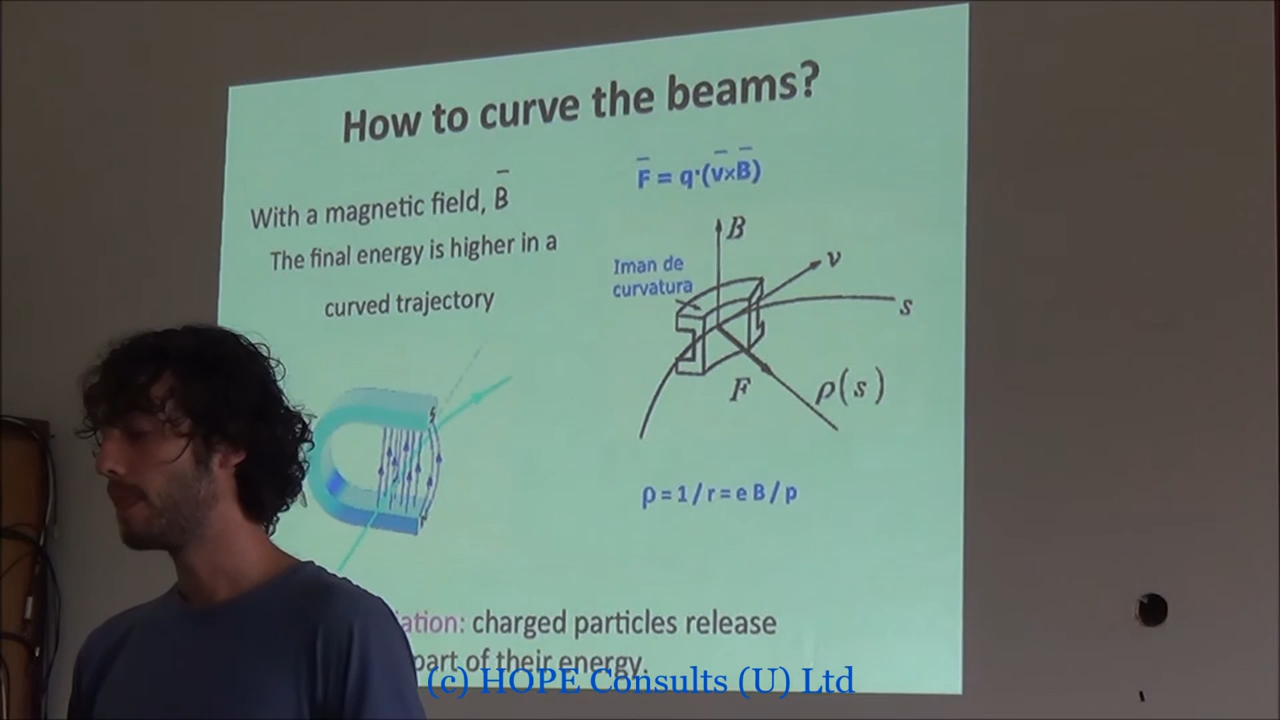 How to curve the beams?
With a magnetic field, B̅
The final energy is higher in a
curved trajectory
F̅ = q·(v̅×B̅)
B
v
Iman de
curvatura
s
F
ρ(s)
ρ = 1 / r = e B / p
charged particles release
part of their energy.
(c) HOPE Consults (U) Ltd